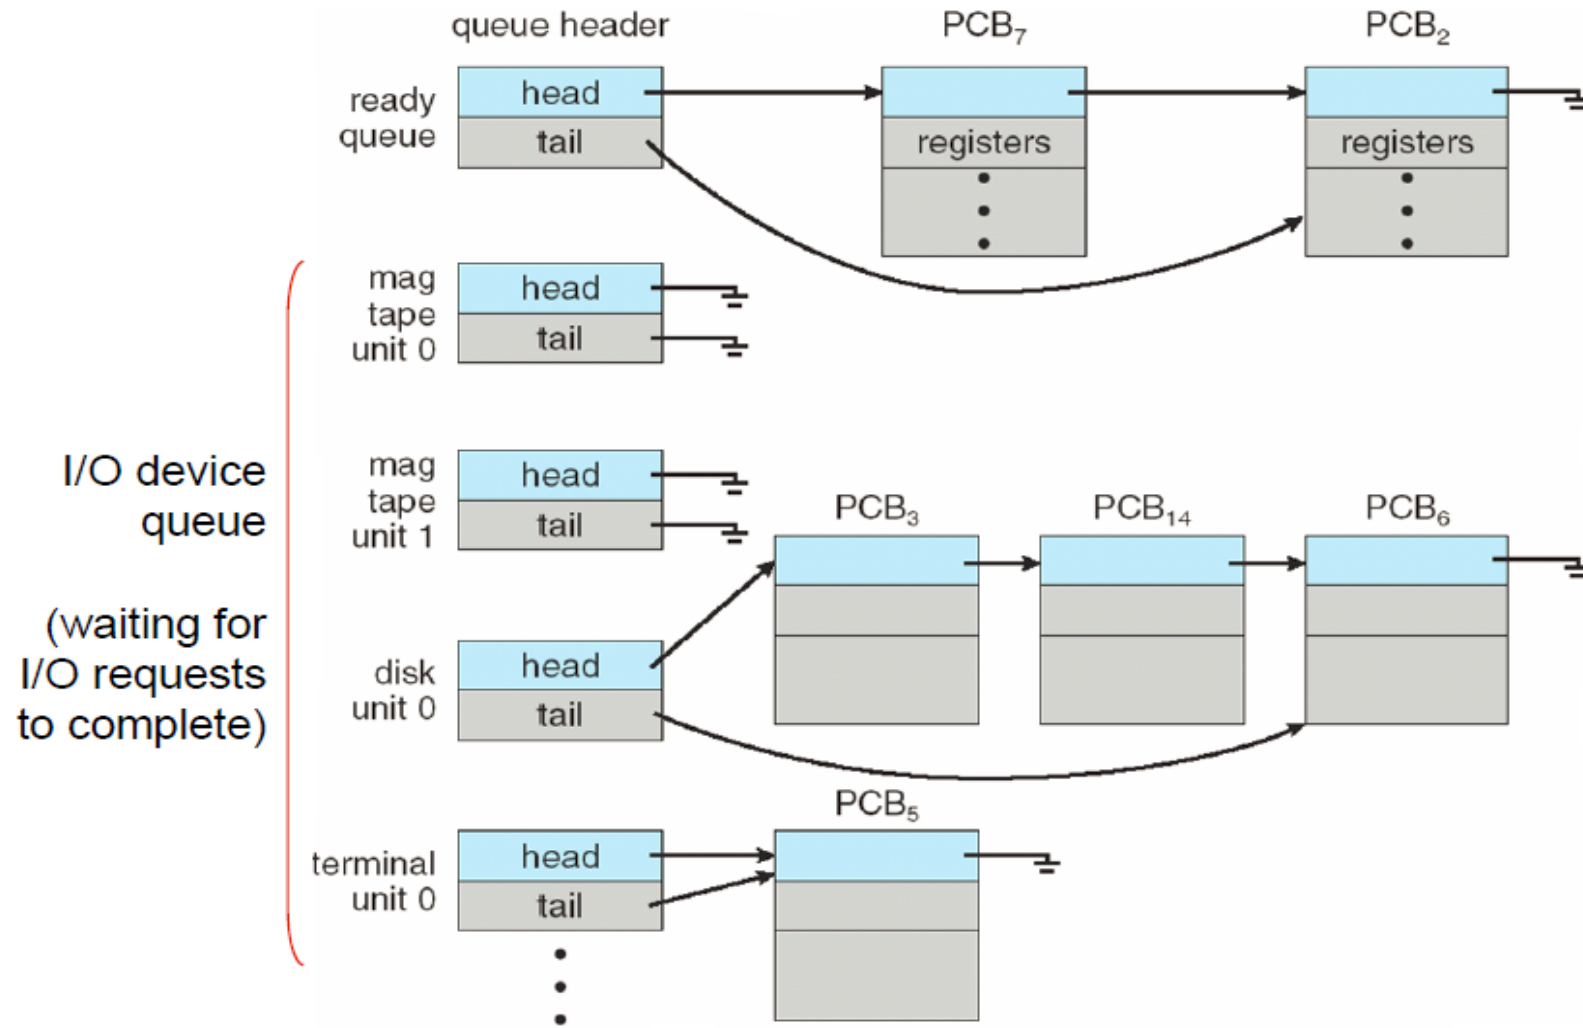 queue header
PCB₇
PCB₂
ready
queue
head
tail
registers
registers
mag
tape
unit 0
head
tail
I/O device
queue
(waiting for
I/O requests
to complete)
mag
tape
unit 1
head
tail
PCB₃
PCB₁₄
PCB₆
disk
unit 0
head
tail
PCB₅
terminal
unit 0
head
tail